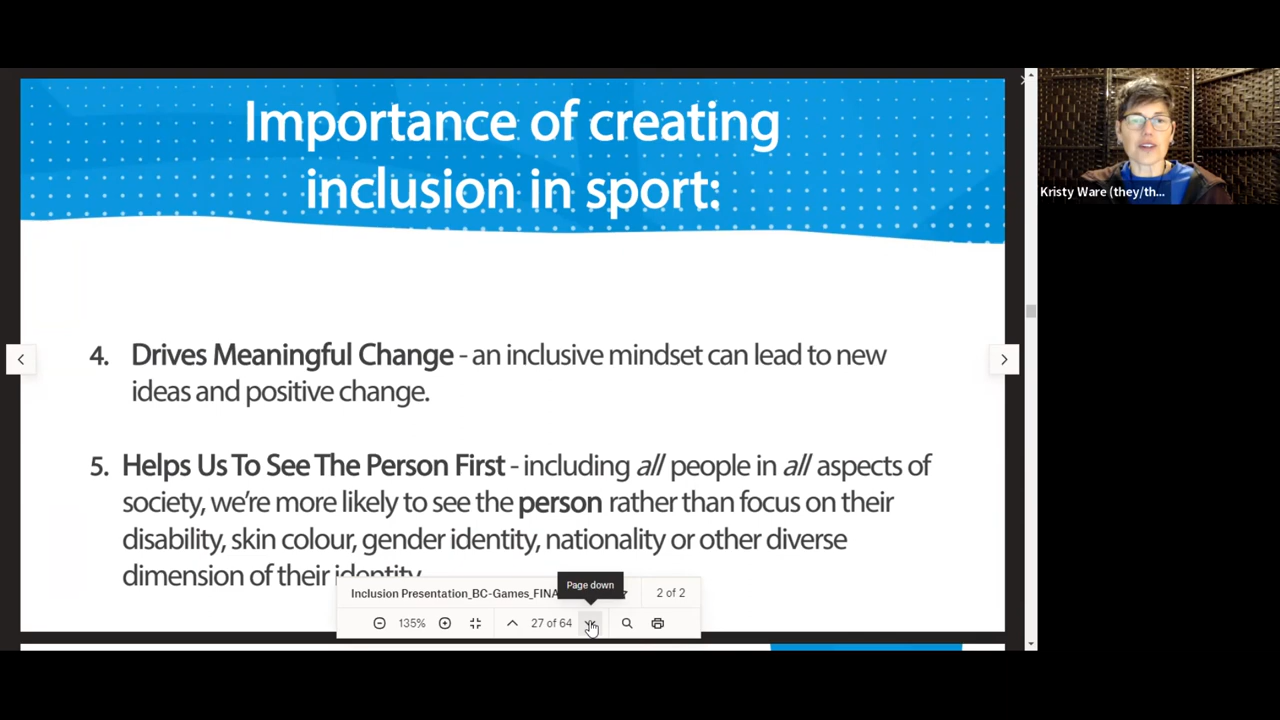 Importance of creating
inclusion in sport:
Kristy Ware (they/th...
4. Drives Meaningful Change - an inclusive mindset can lead to new
ideas and positive change.
5. Helps Us To See The Person First - including all people in all aspects of
society, we're more likely to see the person rather than focus on their
disability, skin colour, gender identity, nationality or other diverse
dimension of their identity
Page down
Inclusion Presentation_BC-Games_FINA
2 of 2
135%
27 of 64